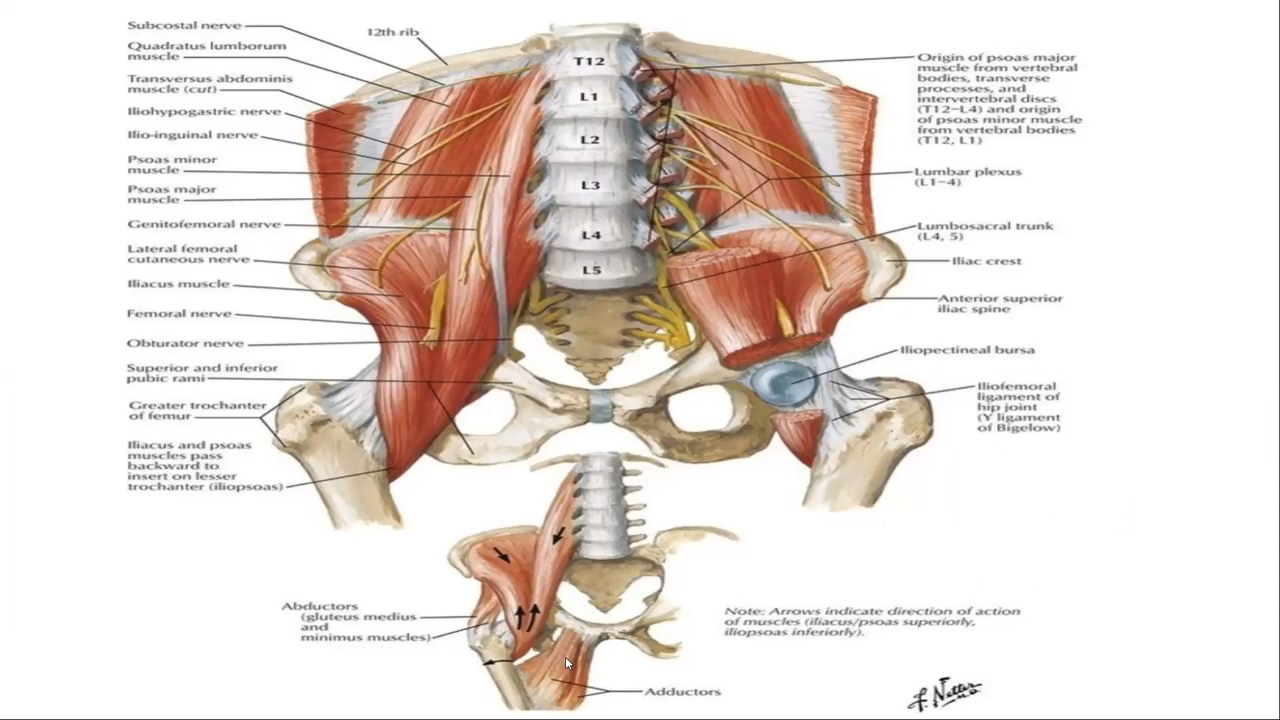 Subcostal nerve
Quadratus lumborum
muscle
Transversus abdominis
muscle (cut)
Iliohypogastric nerve
Ilio-inguinal nerve
Psoas minor
muscle
Psoas major
muscle
Genitofemoral nerve
Lateral femoral
cutaneous nerve
Iliacus muscle
Femoral nerve
Obturator nerve
Superior and inferior
pubic rami
Greater trochanter
of femur
Iliacus and psoas
muscles pass
backward to
insert on lesser
trochanter (iliopsoas)
12th rib
T12
L1
L2
L3
L4
L5
Origin of psoas major
muscle from vertebral
bodies, transverse
processes, and
intervertebral discs
(T12–L4) and origin
of psoas minor muscle
from vertebral bodies
(T12, L1)
Lumbar plexus
(L1–4)
Lumbosacral trunk
(L4, 5)
Iliac crest
Anterior superior
iliac spine
Iliopectineal bursa
Iliofemoral
ligament of
hip joint
(Y ligament
of Bigelow)
Abductors
(gluteus medius
and
minimus muscles)
Adductors
Note: Arrows indicate direction of action
of muscles (iliacus/psoas superiorly,
iliopsoas inferiorly).
F. Netter
M.D.